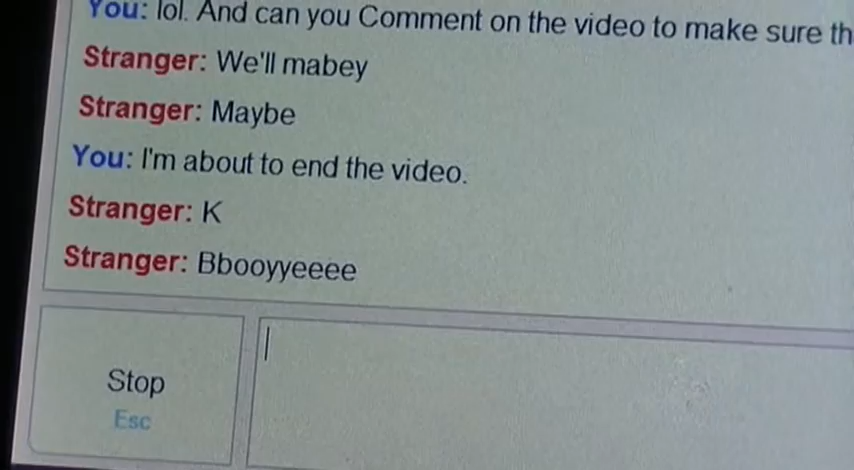 You: lol. And can you Comment on the video to make sure th
Stranger: We'll mabey
Stranger: Maybe
You: I'm about to end the video.
Stranger: K
Stranger: Bbooyyeeee
Stop
Esc